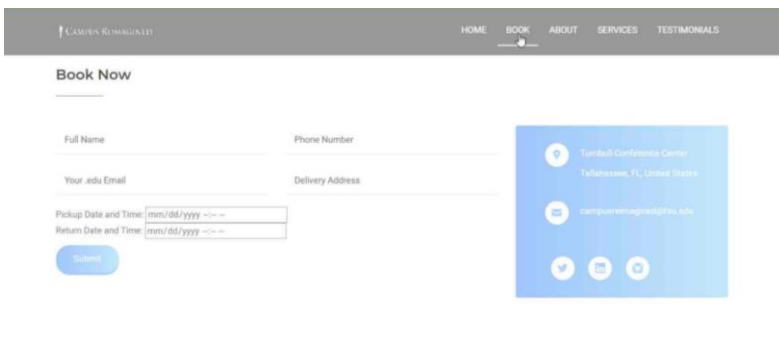 CAMPUS REIMAGINED
HOME BOOK ABOUT SERVICES TESTIMONIALS
Book Now
Full Name
Phone Number
Your .edu Email
Delivery Address
Pickup Date and Time: mm/dd/yyyy --:-- --
Return Date and Time: mm/dd/yyyy --:-- --
Submit
Turnbull Conference Center
Tallahassee, FL, United States
campusreimagined@fsu.edu